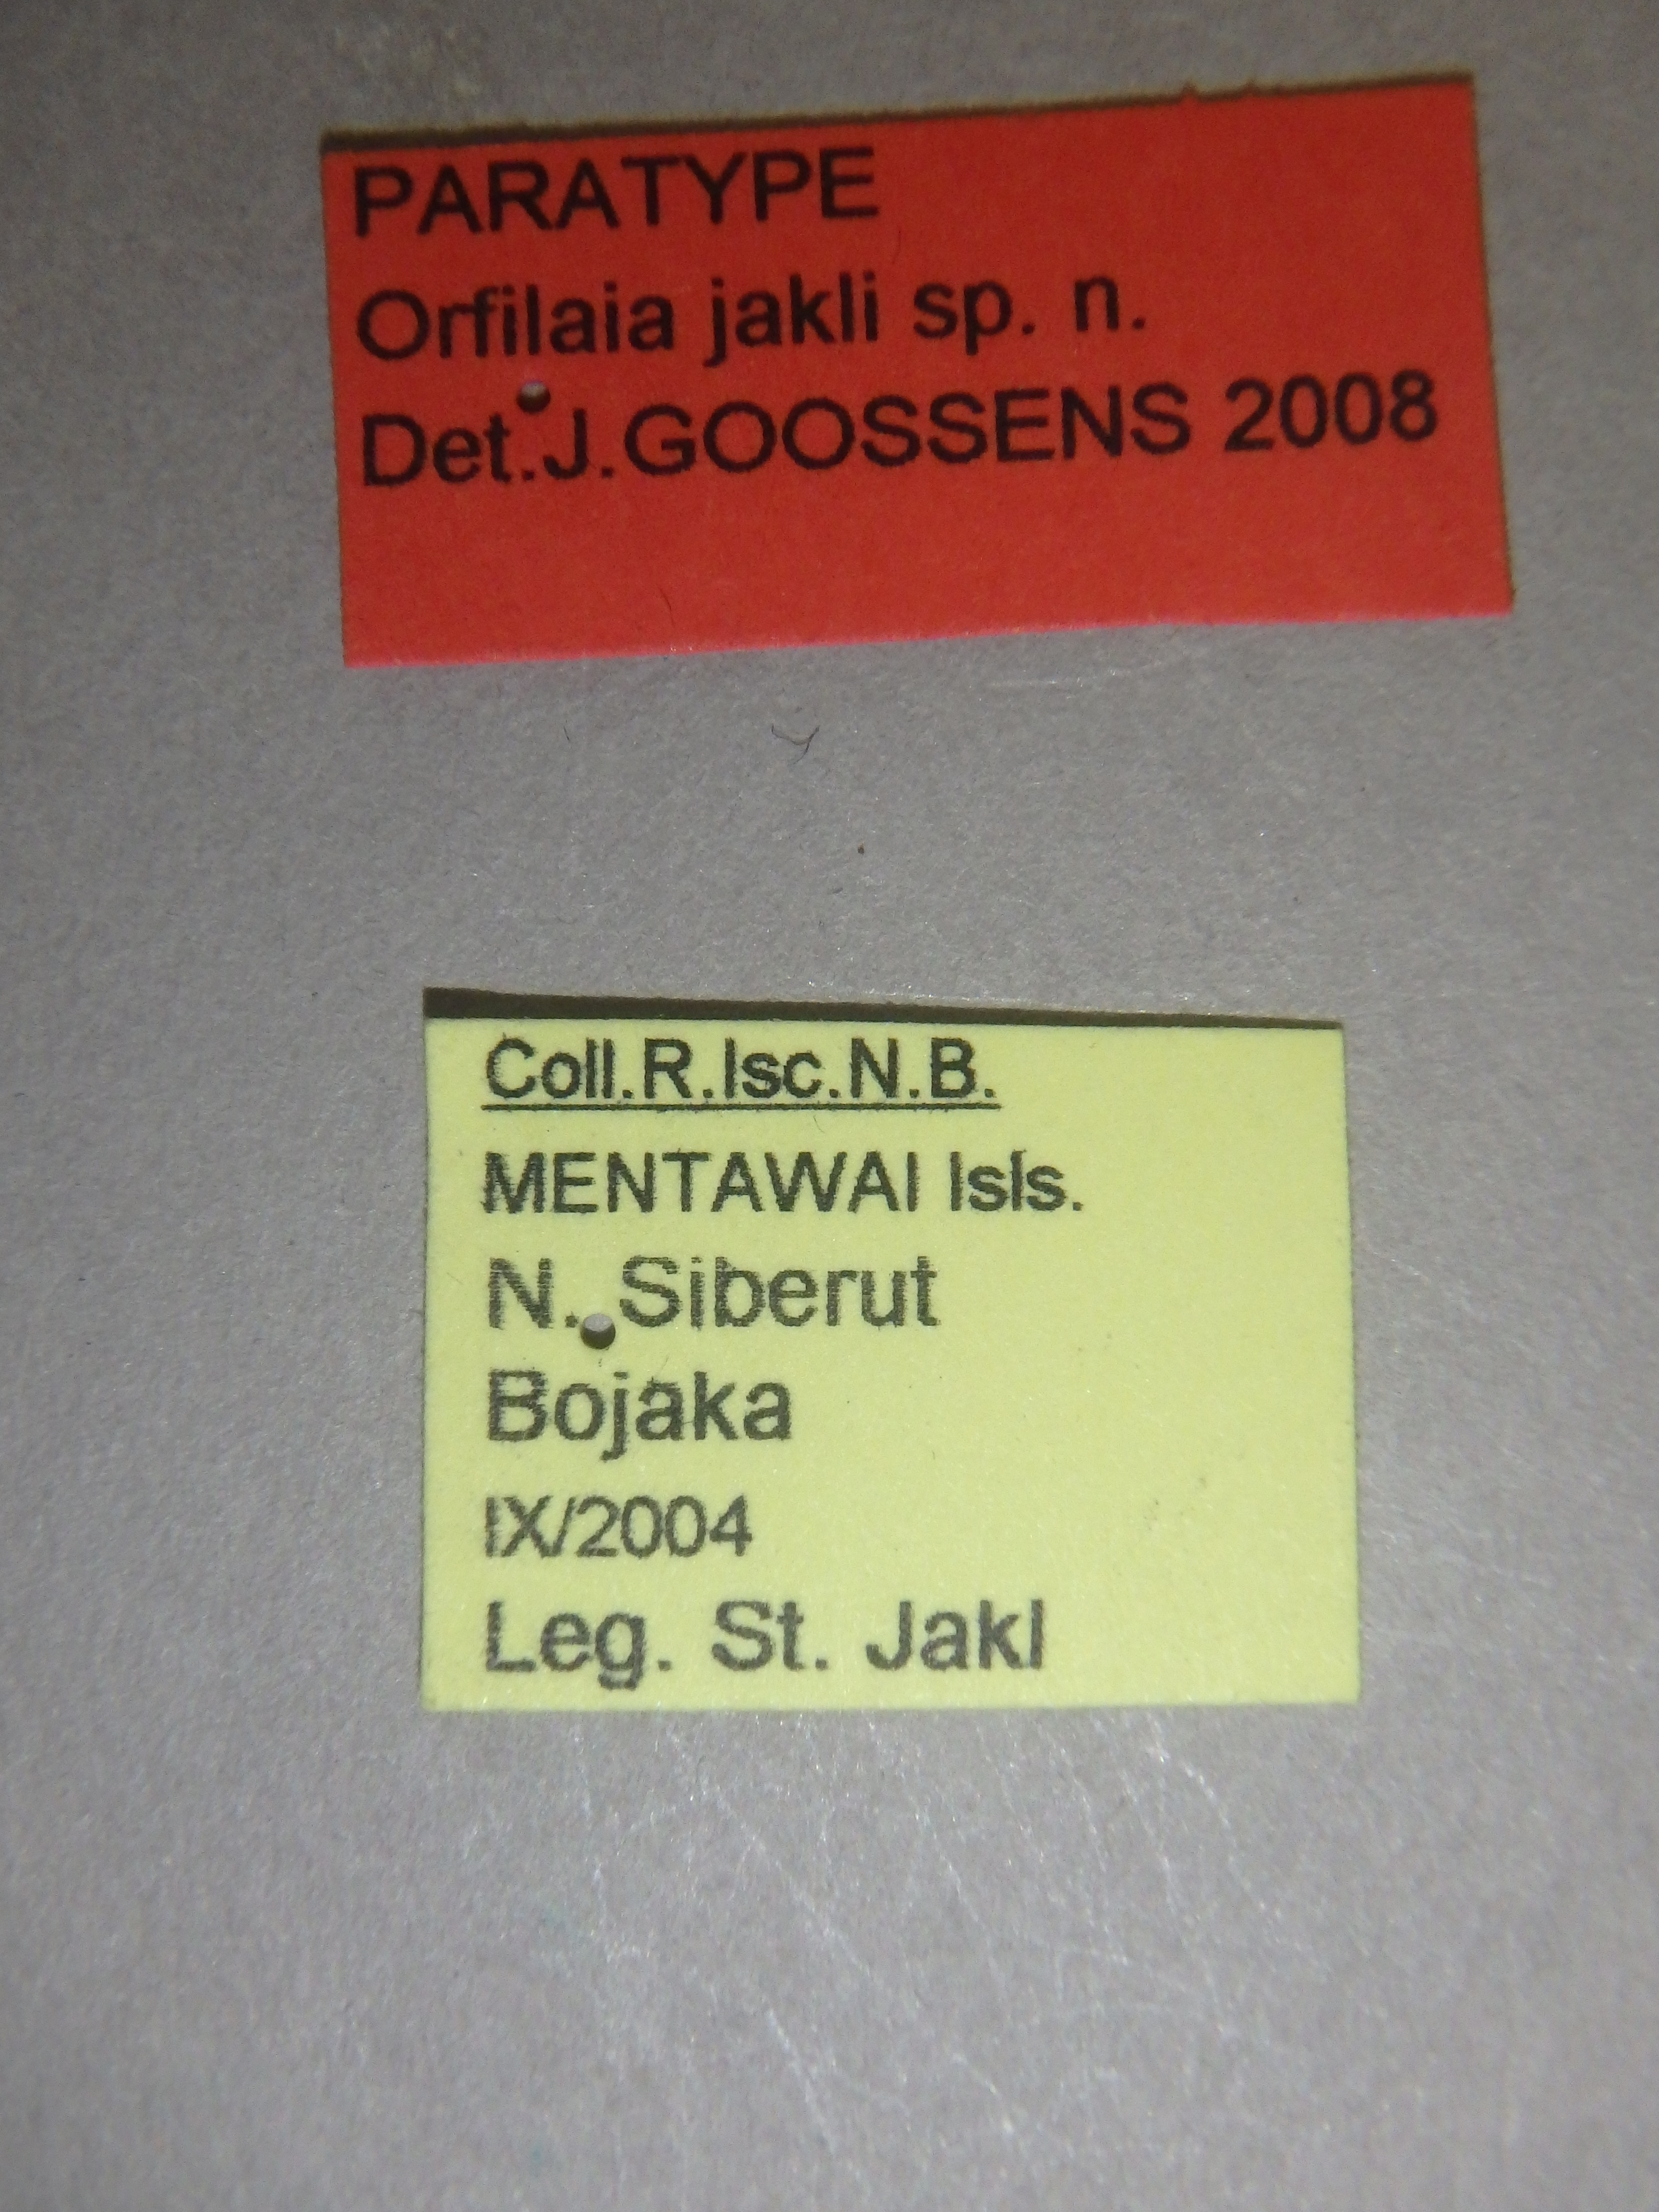 PARATYPE
Orfilaia jakli sp. n.
Det.J.GOOSSENS 2008
Coll.R.Isc.N.B.
MENTAWAI Isls.
N. Siberut
Bojaka
IX/2004
Leg. St. Jakl